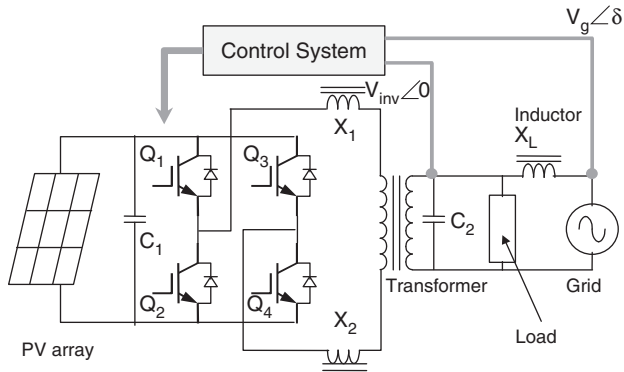 V_g∠δ
Control System
V_inv∠0
Inductor
X_L
X_1
Q_1
Q_3
C_1
C_2
Q_2
Q_4
Transformer
Grid
X_2
Load
PV array